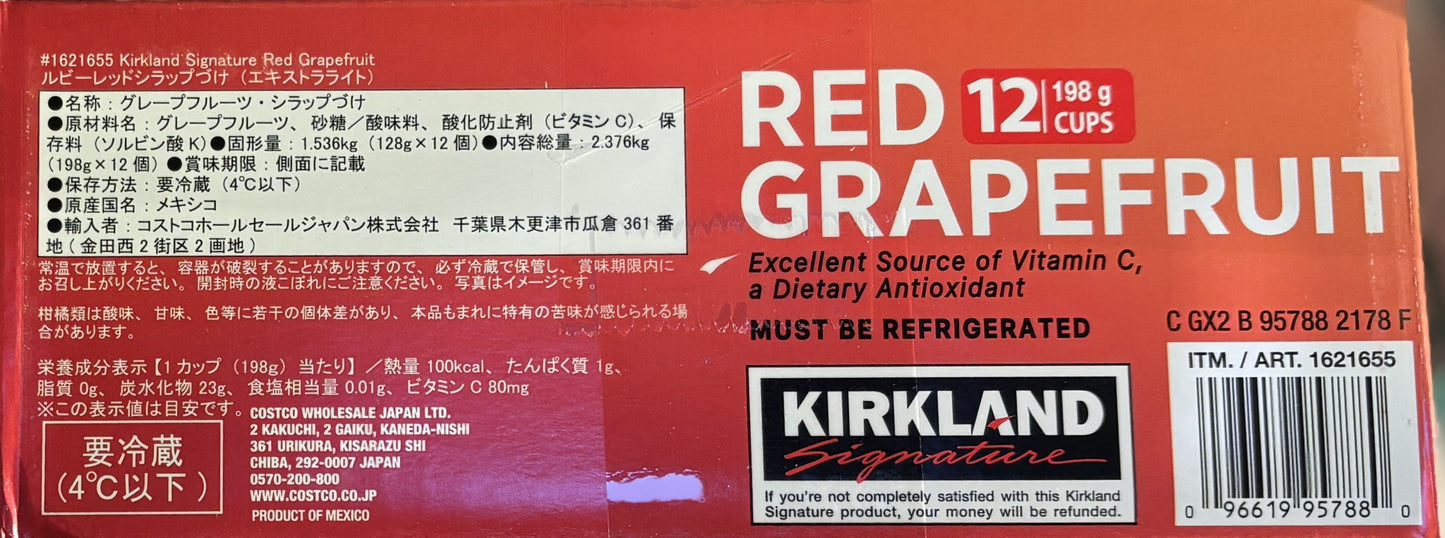 #1621655 Kirkland Signature Red Grapefruit
ルビーレッドシラップづけ（エキストラライト）
●名称：グレープフルーツ・シラップづけ
●原材料名：グレープフルーツ、砂糖／酸味料、酸化防止剤（ビタミンC）、保
存料（ソルビン酸K）●固形量：1.536kg（128g×12個）●内容総量：2.376kg
（198g×12個）●賞味期限：側面に記載
●保存方法：要冷蔵（4℃以下）
●原産国名：メキシコ
●輸入者：コストコホールセールジャパン株式会社 千葉県木更津市瓜倉361番
地(金田西2街区2画地)
常温で放置すると、容器が破裂することがありますので、必ず冷蔵で保管し、賞味期限内に
お召し上がりください。開封時の液こぼれにご注意ください。写真はイメージです。
柑橘類は酸味、甘味、色等に若干の個体差があり、本品もまれに特有の苦味が感じられる場
合があります。
栄養成分表示【1カップ（198g）当たり】／熱量100kcal、たんぱく質1g、
脂質0g、炭水化物23g、食塩相当量0.01g、ビタミンC 80mg
※この表示値は目安です。
要冷蔵
(4℃以下)
COSTCO WHOLESALE JAPAN LTD.
2 KAKUCHI, 2 GAIKU, KANEDA-NISHI
361 URIKURA, KISARAZU SHI
CHIBA, 292-0007 JAPAN
0570-200-800
WWW.COSTCO.CO.JP
PRODUCT OF MEXICO
RED
12 198 g
CUPS
GRAPEFRUIT
Excellent Source of Vitamin C,
a Dietary Antioxidant
MUST BE REFRIGERATED
KIRKLAND
Signature
If you're not completely satisfied with this Kirkland
Signature product, your money will be refunded.
C GX2 B 95788 2178 F
ITM. / ART. 1621655
0 96619 95788 0